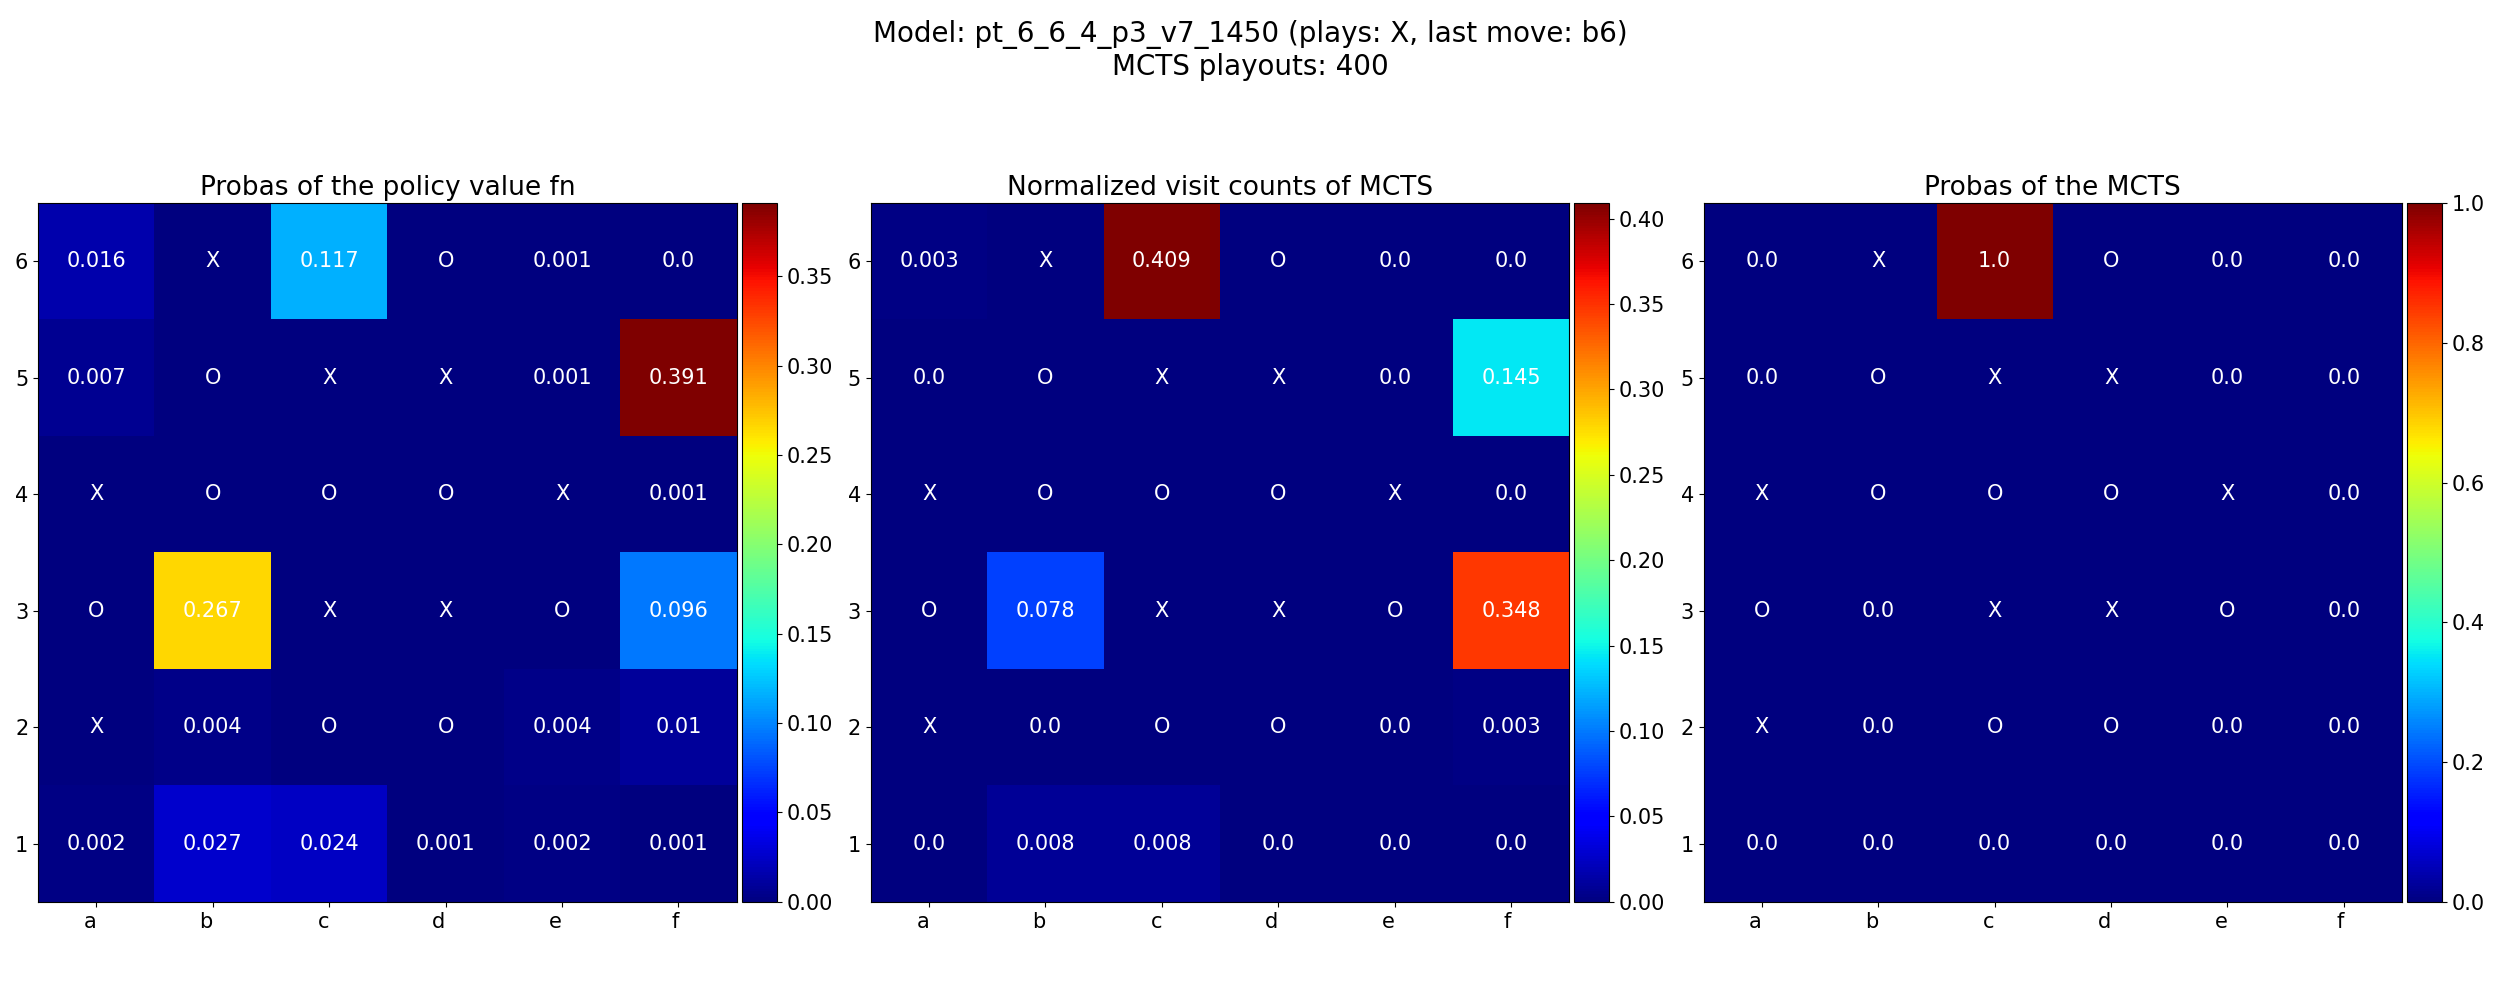 Model: pt_6_6_4_p3_v7_1450 (plays: X, last move: b6)
MCTS playouts: 400
Probas of the policy value fn
6 0.016 X 0.117 O 0.001 0.0
5 0.007 O X X 0.001 0.391
4 X O O O X 0.001
3 O 0.267 X X O 0.096
2 X 0.004 O O 0.004 0.01
1 0.002 0.027 0.024 0.001 0.002 0.001
a b c d e f
0.35
0.30
0.25
0.20
0.15
0.10
0.05
0.00
Normalized visit counts of MCTS
6 0.003 X 0.409 O 0.0 0.0
5 0.0 O X X 0.0 0.145
4 X O O O X 0.0
3 O 0.078 X X O 0.348
2 X 0.0 O O 0.0 0.003
1 0.0 0.008 0.008 0.0 0.0 0.0
a b c d e f
0.40
0.35
0.30
0.25
0.20
0.15
0.10
0.05
0.00
Probas of the MCTS
6 0.0 X 1.0 O 0.0 0.0
5 0.0 O X X 0.0 0.0
4 X O O O X 0.0
3 O 0.0 X X O 0.0
2 X 0.0 O O 0.0 0.0
1 0.0 0.0 0.0 0.0 0.0 0.0
a b c d e f
1.0
0.8
0.6
0.4
0.2
0.0